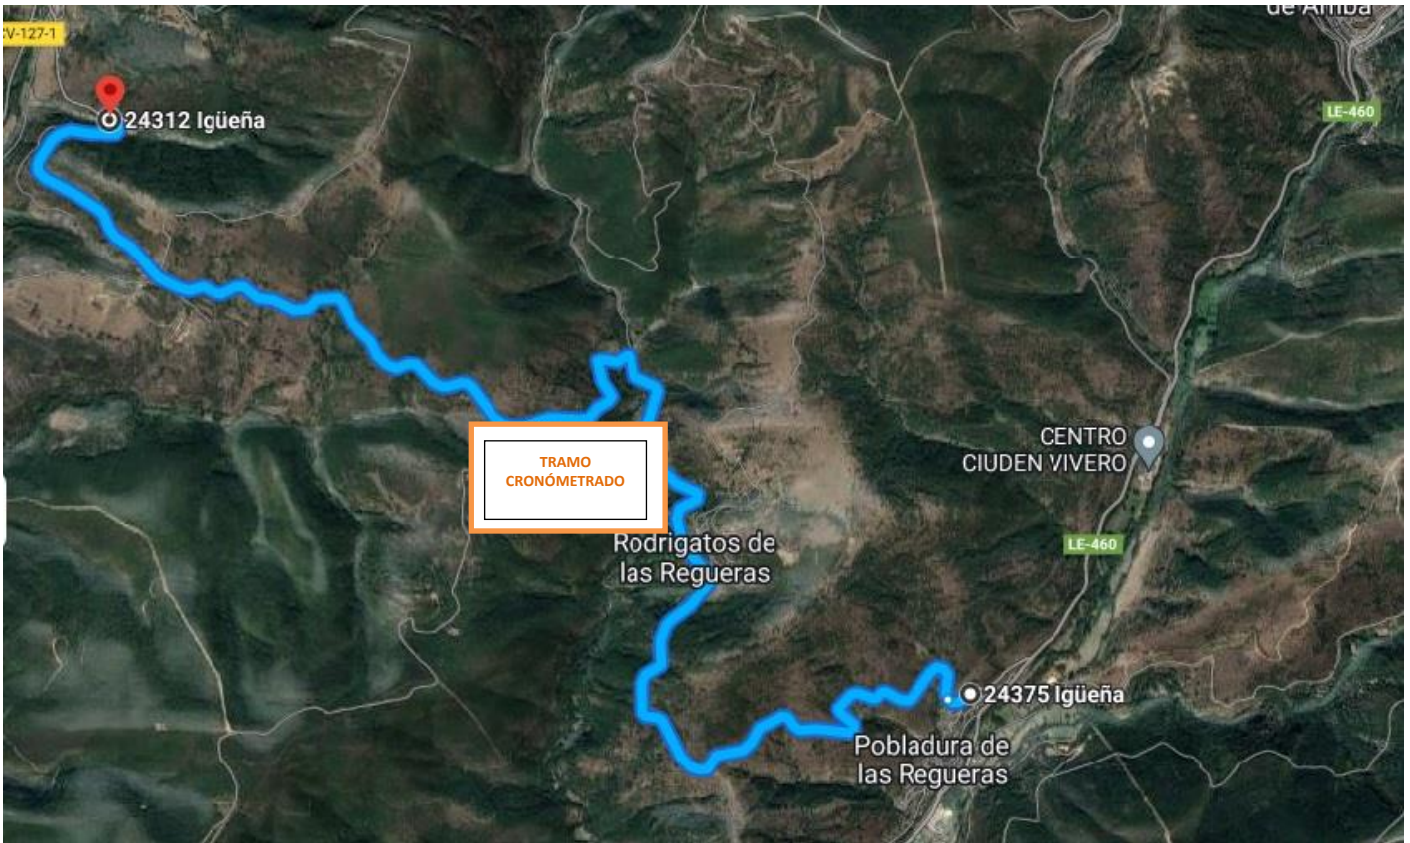 de Arriba
CV-127-1
LE-460
24312 Igüeña
CENTRO
CIUDEN VIVERO
TRAMO
CRONÓMETRADO
LE-460
Rodrigatos de
las Regueras
24375 Igüeña
Pobladura de
las Regueras